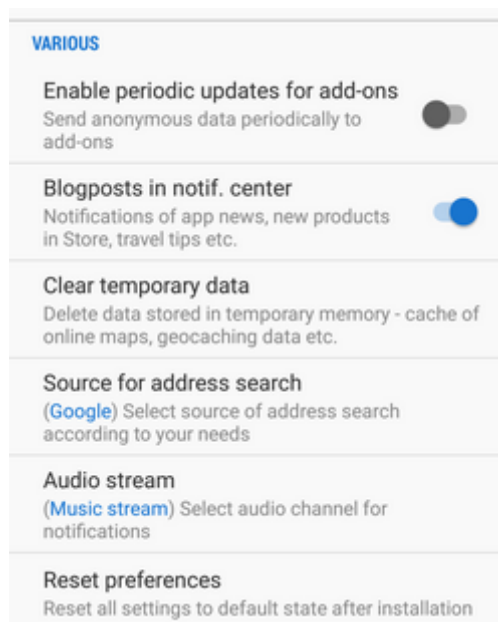 VARIOUS
Enable periodic updates for add-ons
Send anonymous data periodically to
add-ons
Blogposts in notif. center
Notifications of app news, new products
in Store, travel tips etc.
Clear temporary data
Delete data stored in temporary memory - cache of
online maps, geocaching data etc.
Source for address search
(Google) Select source of address search
according to your needs
Audio stream
(Music stream) Select audio channel for
notifications
Reset preferences
Reset all settings to default state after installation